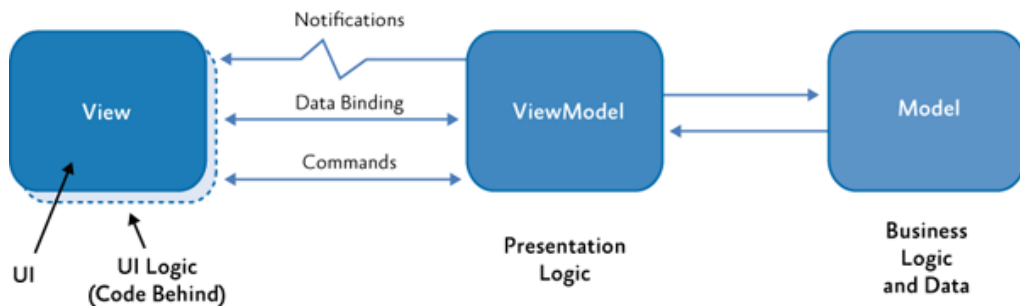 Notifications
View
Data Binding
ViewModel
Model
Commands
UI
UI Logic
(Code Behind)
Presentation
Logic
Business
Logic
and Data